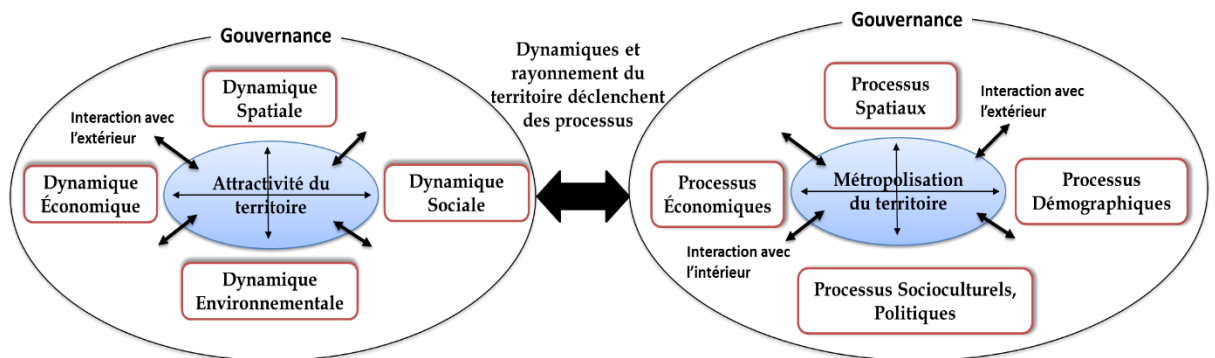 Gouvernance
Dynamique
Spatiale
Interaction avec
l’extérieur
Dynamique
Économique
Attractivité du
territoire
Dynamique
Sociale
Dynamique
Environnementale
Dynamiques et
rayonnement du
territoire déclenchent
des processus
Gouvernance
Processus
Spatiaux
Interaction avec
l’extérieur
Processus
Économiques
Métropolisation
du territoire
Processus
Démographiques
Interaction avec
l’intérieur
Processus Socioculturels,
Politiques